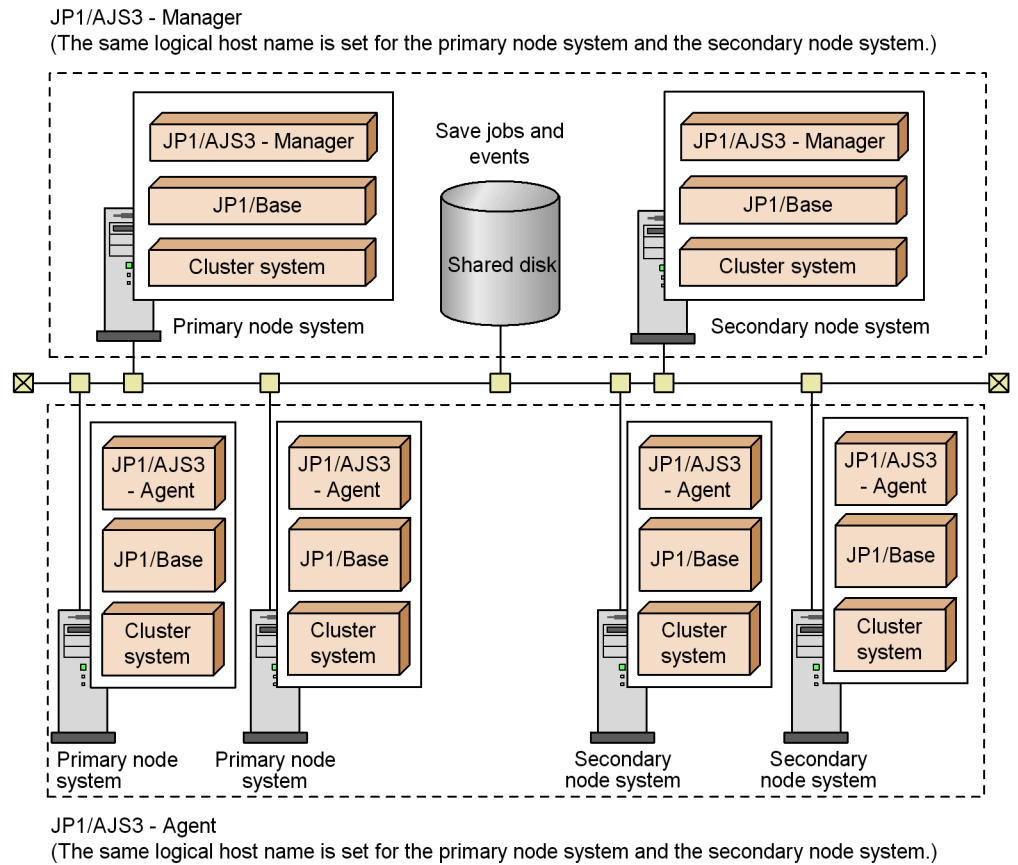 JP1/AJS3 - Manager
(The same logical host name is set for the primary node system and the secondary node system.)
JP1/AJS3 - Manager
JP1/Base
Cluster system
Primary node system
Save jobs and
events
Shared disk
JP1/AJS3 - Manager
JP1/Base
Cluster system
Secondary node system
JP1/AJS3
- Agent
JP1/Base
Cluster
system
Primary node
system
JP1/AJS3
- Agent
JP1/Base
Cluster
system
Primary node
system
JP1/AJS3
- Agent
JP1/Base
Cluster
system
Secondary
node system
JP1/AJS3
- Agent
JP1/Base
Cluster
system
Secondary
node system
JP1/AJS3 - Agent
(The same logical host name is set for the primary node system and the secondary node system.)